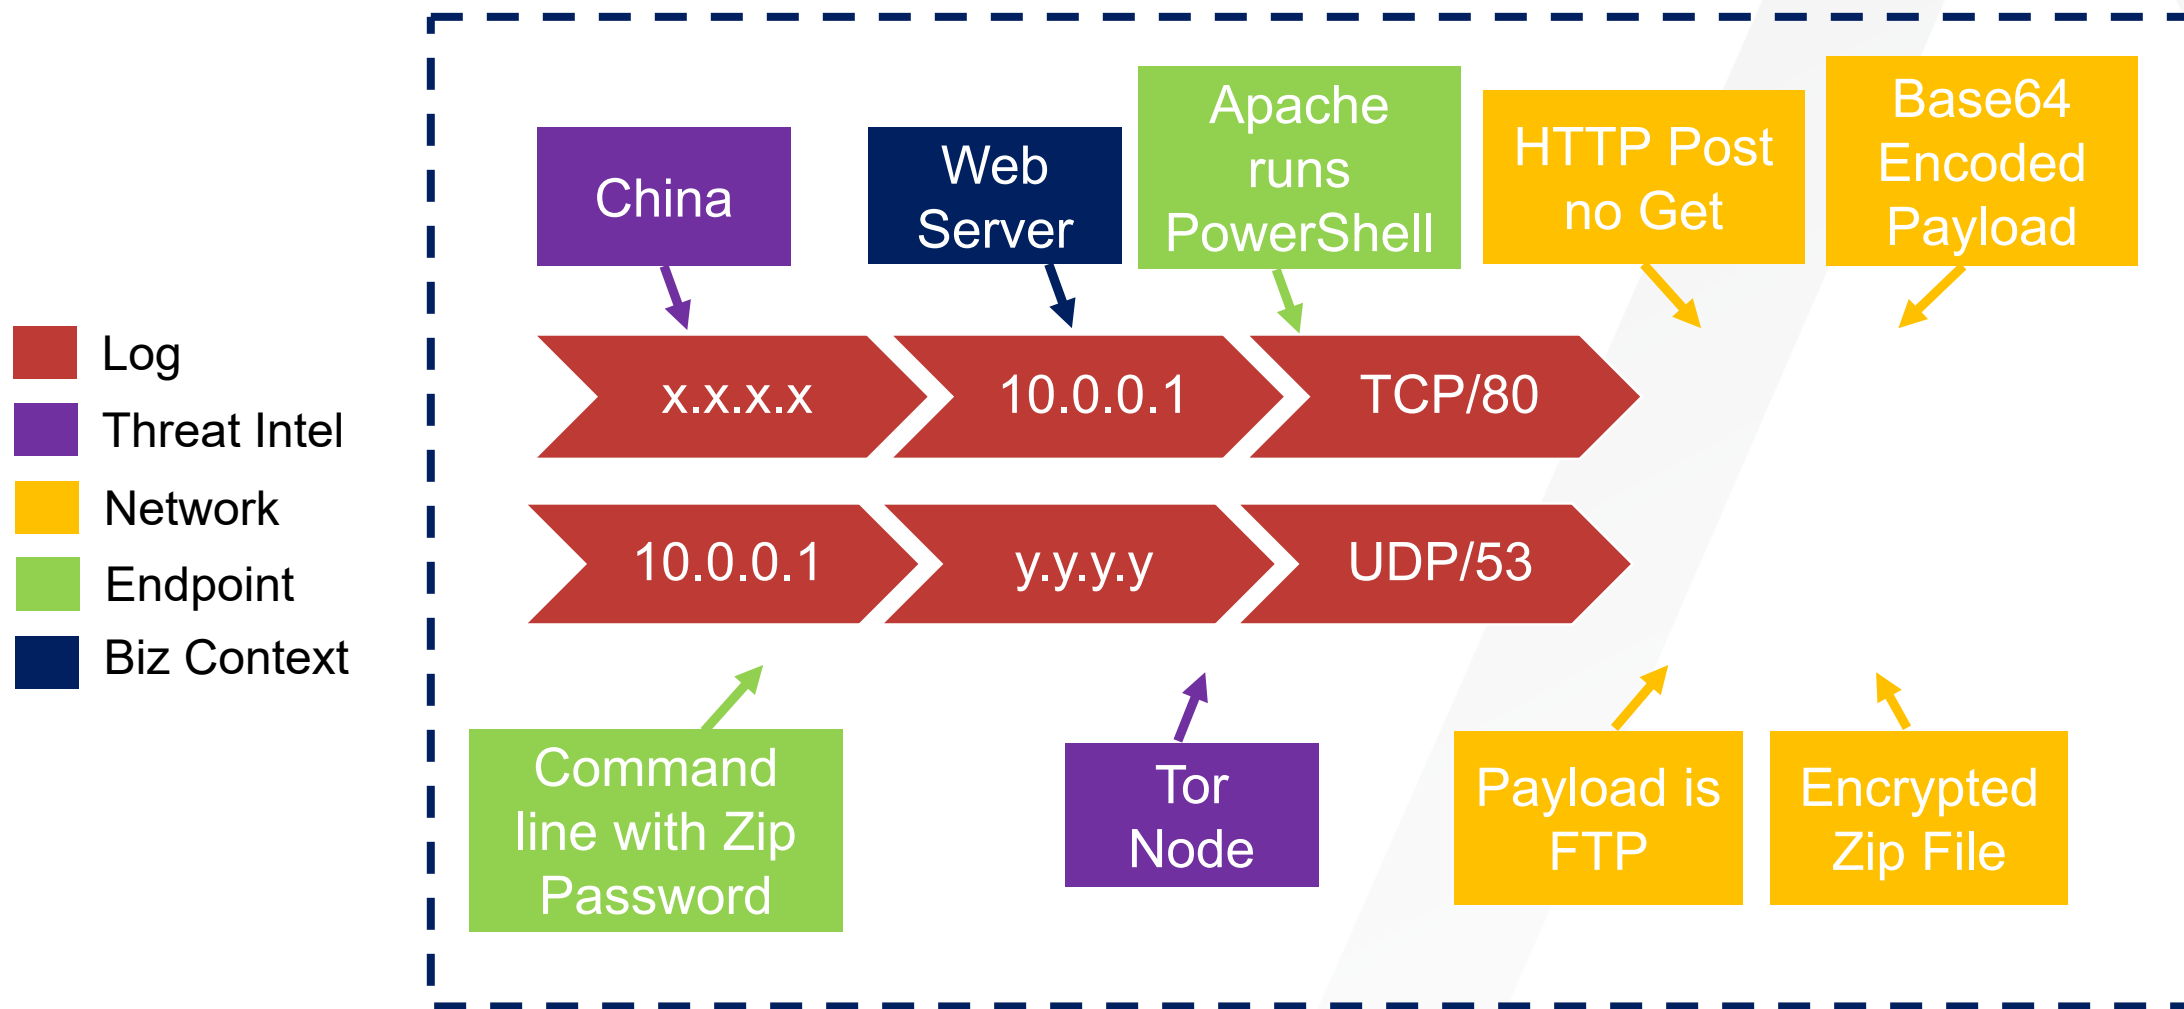 China
Web
Server
Apache
runs
PowerShell
HTTP Post
no Get
Base64
Encoded
Payload
Log
Threat Intel
Network
Endpoint
Biz Context
x.x.x.x
10.0.0.1
TCP/80
10.0.0.1
y.y.y.y
UDP/53
Command
line with Zip
Password
Tor
Node
Payload is
FTP
Encrypted
Zip File